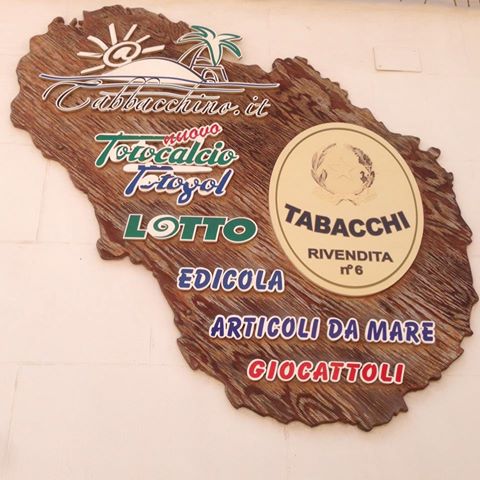 Tabbacchino.it
nuovo
Totocalcio
Totogol
LOTTO
TABACCHI
RIVENDITA
n° 6
EDICOLA
ARTICOLI DA MARE
GIOCATTOLI